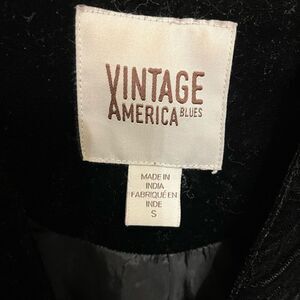 VINTAGE
AMERICA BLUES
MADE IN
INDIA
FABRIQUÉ EN
INDE
S